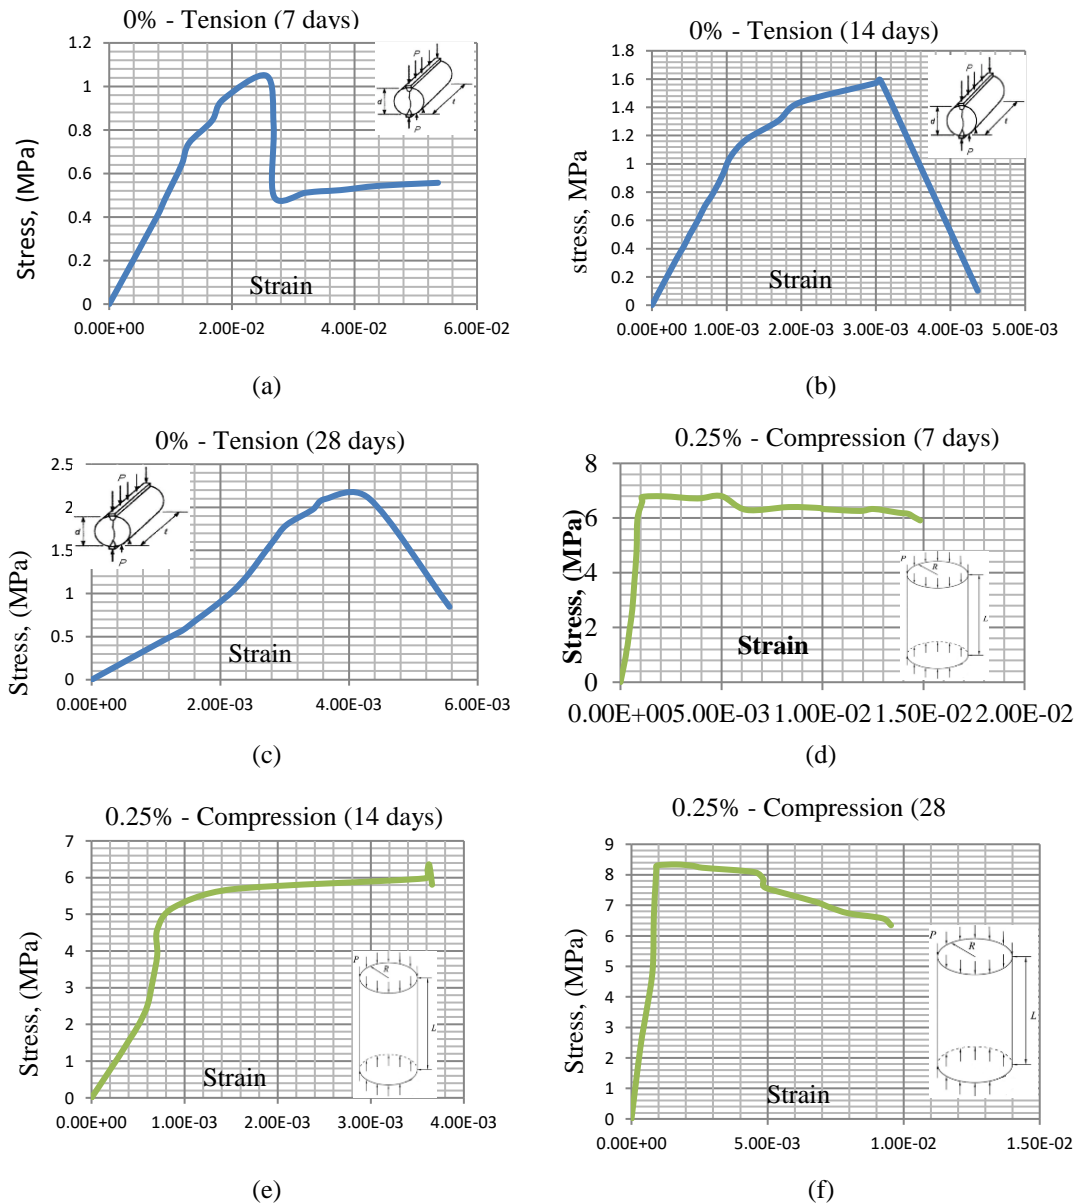 0% - Tension (7 days)
Stress, (MPa)
1.2
1
0.8
0.6
0.4
0.2
0
0.00E+00 2.00E-02 4.00E-02 6.00E-02
Strain
P
d
P
(a)
0% - Tension (14 days)
stress, MPa
1.8
1.6
1.4
1.2
1
0.8
0.6
0.4
0.2
0
0.00E+00 1.00E-03 2.00E-03 3.00E-03 4.00E-03 5.00E-03
Strain
P
d
P
(b)
0% - Tension (28 days)
Stress, (MPa)
2.5
2
1.5
1
0.5
0
0.00E+00 2.00E-03 4.00E-03 6.00E-03
Strain
P
d
P
(c)
0.25% - Compression (7 days)
Stress, (MPa)
8
6
4
2
0
0.00E+00 5.00E-03 1.00E-02 1.50E-02 2.00E-02
Strain
P
R
L
(d)
0.25% - Compression (14 days)
Stress, (MPa)
7
6
5
4
3
2
1
0
0.00E+00 1.00E-03 2.00E-03 3.00E-03 4.00E-03
Strain
P
R
L
(e)
0.25% - Compression (28
Stress, (MPa)
9
8
7
6
5
4
3
2
1
0
0.00E+00 5.00E-03 1.00E-02 1.50E-02
Strain
P
R
L
(f)